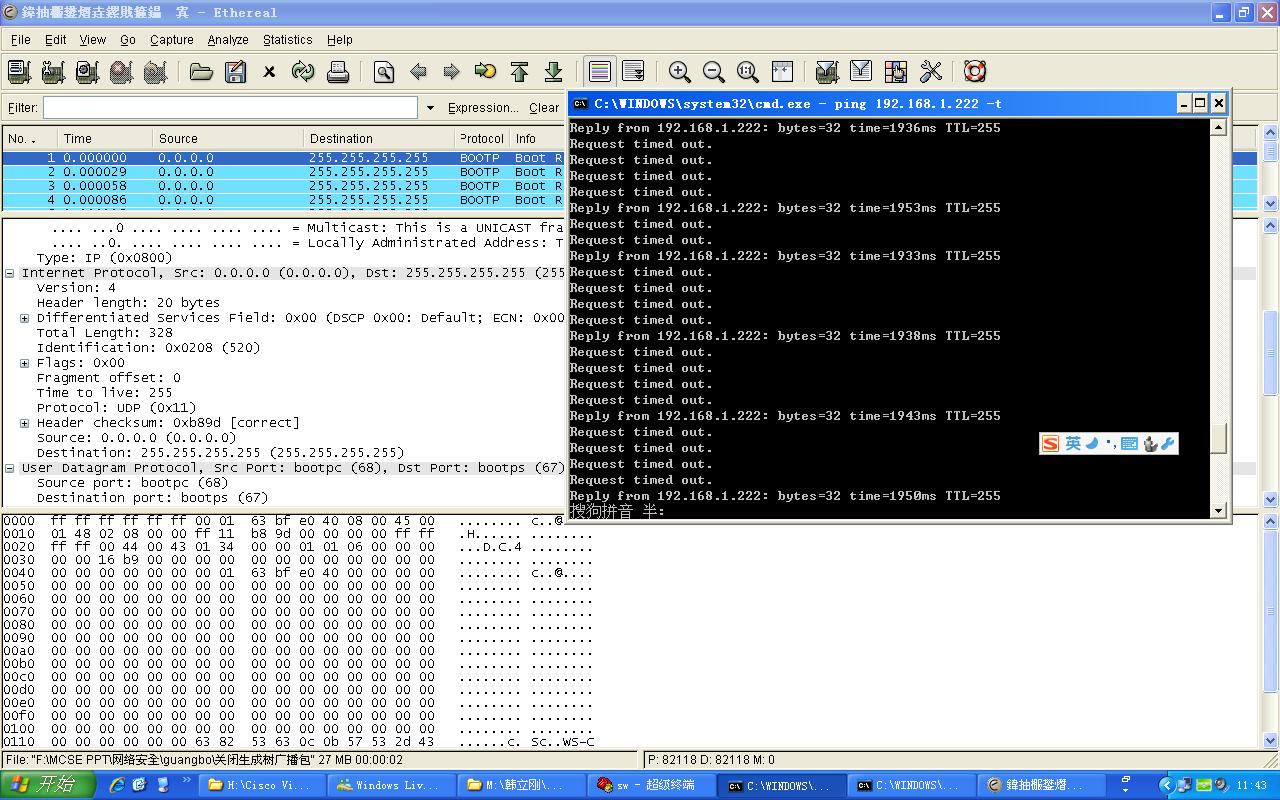 - Ethereal
File Edit View Go Capture Analyze Statistics Help
Filter: Expression... Clear
No. Time Source Destination Protocol Info
1 0.000000 0.0.0.0 255.255.255.255 BOOTP Boot R
2 0.000029 0.0.0.0 255.255.255.255 BOOTP Boot R
3 0.000058 0.0.0.0 255.255.255.255 BOOTP Boot R
4 0.000086 0.0.0.0 255.255.255.255 BOOTP Boot R
.... ...0 .... .... .... .... = Multicast: This is a UNICAST fra
.... ..0. .... .... .... .... = Locally Administrated Address: T
Type: IP (0x0800)
Internet Protocol, Src: 0.0.0.0 (0.0.0.0), Dst: 255.255.255.255 (255
Version: 4
Header length: 20 bytes
Differentiated Services Field: 0x00 (DSCP 0x00: Default; ECN: 0x00
Total Length: 328
Identification: 0x0208 (520)
Flags: 0x00
Fragment offset: 0
Time to live: 255
Protocol: UDP (0x11)
Header checksum: 0xb89d [correct]
Source: 0.0.0.0 (0.0.0.0)
Destination: 255.255.255.255 (255.255.255.255)
User Datagram Protocol, Src Port: bootpc (68), Dst Port: bootps (67)
Source port: bootpc (68)
Destination port: bootps (67)
0000 ff ff ff ff ff ff 00 01 63 bf e0 40 08 00 45 00 ........ c..@..E.
0010 01 48 02 08 00 00 ff 11 b8 9d 00 00 00 00 ff ff .H...... ........
0020 ff ff 00 44 00 43 01 34 00 00 01 01 06 00 00 00 ...D.C.4 ........
0030 00 00 16 b9 00 00 00 00 00 00 00 00 00 00 00 00 ........ ........
0040 00 00 00 00 00 00 00 01 63 bf e0 40 00 00 00 00 ........ c..@....
0050 00 00 00 00 00 00 00 00 00 00 00 00 00 00 00 00 ........ ........
0060 00 00 00 00 00 00 00 00 00 00 00 00 00 00 00 00 ........ ........
0070 00 00 00 00 00 00 00 00 00 00 00 00 00 00 00 00 ........ ........
0080 00 00 00 00 00 00 00 00 00 00 00 00 00 00 00 00 ........ ........
0090 00 00 00 00 00 00 00 00 00 00 00 00 00 00 00 00 ........ ........
00a0 00 00 00 00 00 00 00 00 00 00 00 00 00 00 00 00 ........ ........
00b0 00 00 00 00 00 00 00 00 00 00 00 00 00 00 00 00 ........ ........
00c0 00 00 00 00 00 00 00 00 00 00 00 00 00 00 00 00 ........ ........
00d0 00 00 00 00 00 00 00 00 00 00 00 00 00 00 00 00 ........ ........
00e0 00 00 00 00 00 00 00 00 00 00 00 00 00 00 00 00 ........ ........
00f0 00 00 00 00 00 00 00 00 00 00 00 00 00 00 00 00 ........ ........
0100 00 00 00 00 00 00 00 00 00 00 00 00 00 00 00 00 ........ ........
0110 00 00 00 00 00 00 63 82 53 63 0c 0b 57 53 2d 43 ......c. Sc..WS-C
File: "F:\MCSE PPT\网络安全\guangbo\关闭生成树广播包" 27 MB 00:00:02 P: 82118 D: 82118 M: 0
C:\WINDOWS\system32\cmd.exe - ping 192.168.1.222 -t
Reply from 192.168.1.222: bytes=32 time=1936ms TTL=255
Request timed out.
Request timed out.
Request timed out.
Request timed out.
Reply from 192.168.1.222: bytes=32 time=1953ms TTL=255
Request timed out.
Request timed out.
Reply from 192.168.1.222: bytes=32 time=1933ms TTL=255
Request timed out.
Request timed out.
Request timed out.
Request timed out.
Reply from 192.168.1.222: bytes=32 time=1938ms TTL=255
Request timed out.
Request timed out.
Request timed out.
Request timed out.
Reply from 192.168.1.222: bytes=32 time=1943ms TTL=255
Request timed out.
Request timed out.
Request timed out.
Request timed out.
Reply from 192.168.1.222: bytes=32 time=1950ms TTL=255
搜狗拼音 半:
S 英
开始 H:\Cisco Vi... Windows Liv... M:\韩立刚\... sw - 超级终端 C:\WINDOWS\... C:\WINDOWS\... 11:43